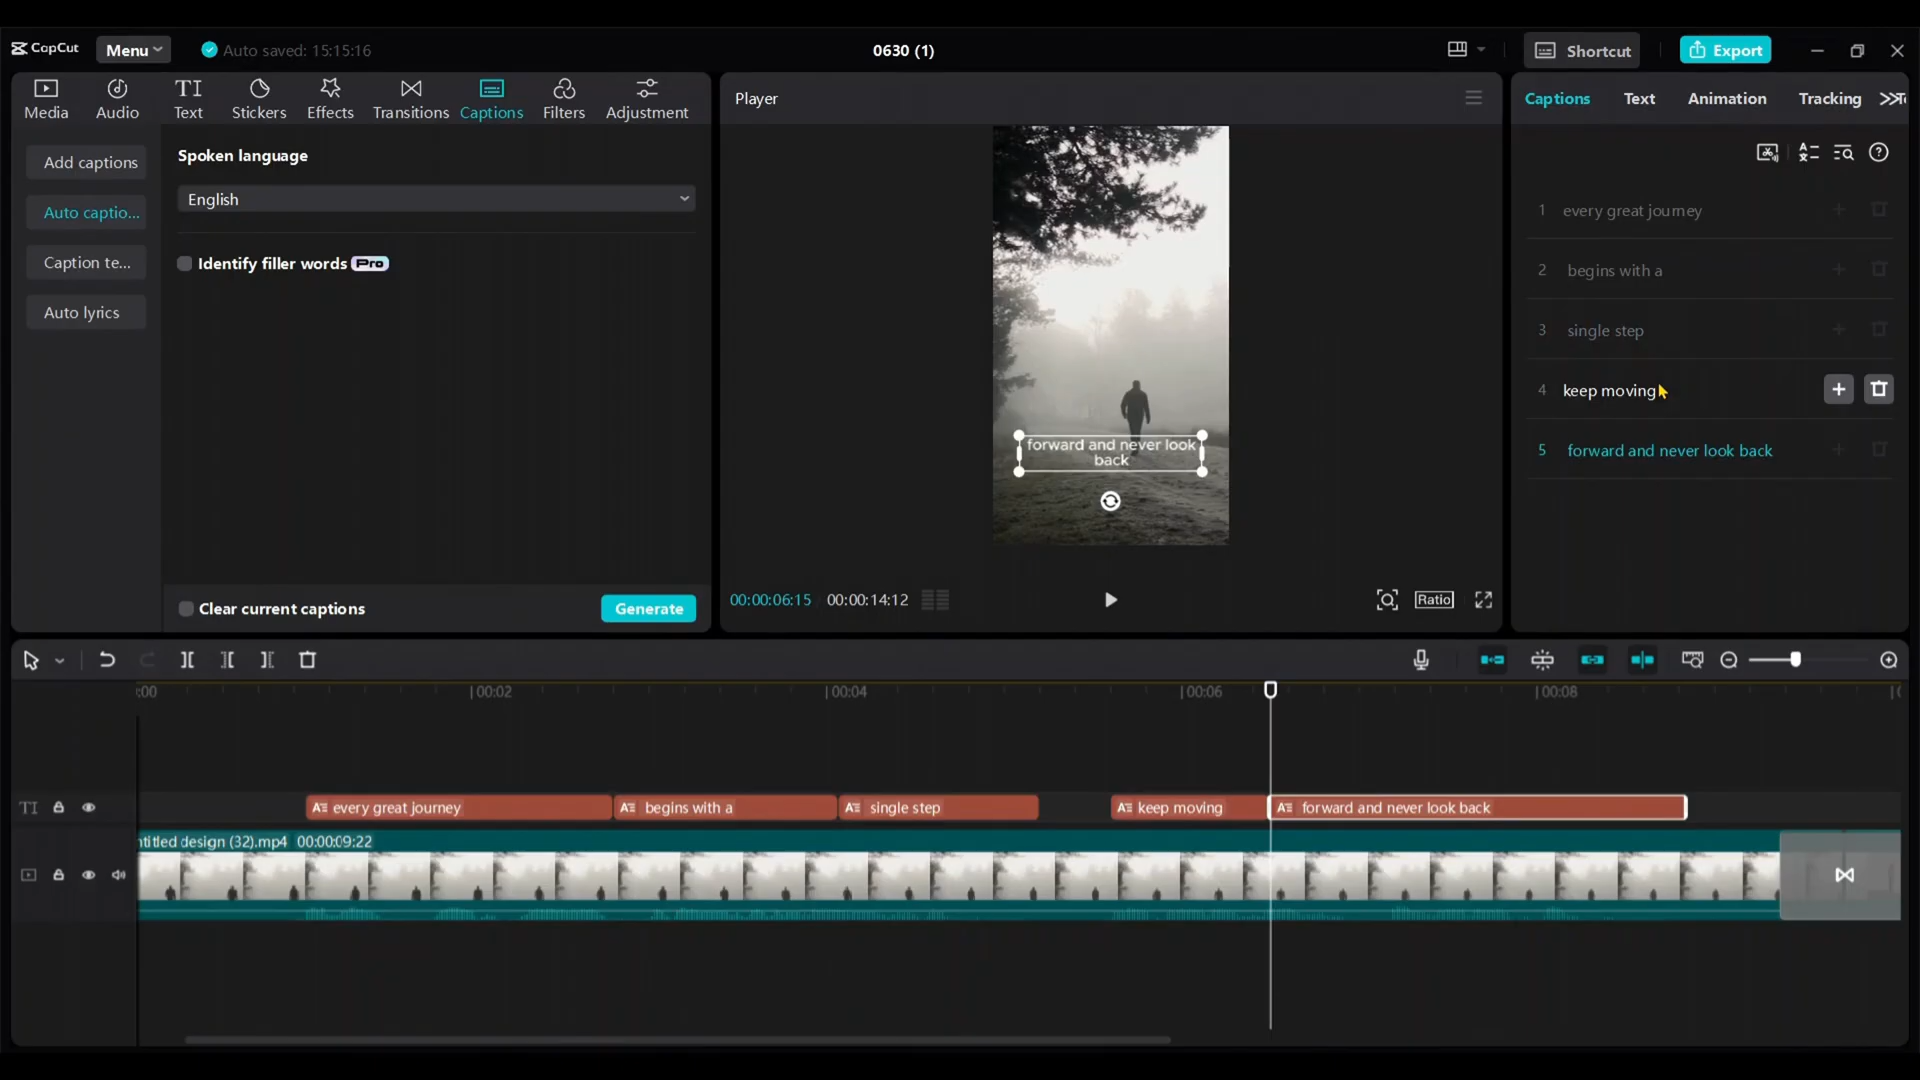 CapCut
Menu
Auto saved: 15:15:16
0630 (1)
Shortcut
Export
Media
Audio
TI
Text
Stickers
Effects
Transitions
Captions
Filters
Adjustment
Add captions
Auto captio...
Caption te...
Auto lyrics
Spoken language
English
Identify filler words Pro
Clear current captions
Generate
Player
forward and never look
back
00:00:06:15
00:00:14:12
Ratio
Captions
Text
Animation
Tracking
1 every great journey
2 begins with a
3 single step
4 keep moving
5 forward and never look back
:00
00:02
00:04
00:06
00:08
TI
A every great journey
A begins with a
A single step
A keep moving
A forward and never look back
ntitled design (32).mp4 00:00:09:22